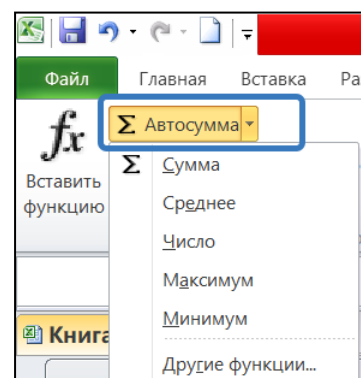 Файл Главная Вставка Ра
fx
Вставить функцию
Σ Автосумма
Σ Сумма
Среднее
Число
Максимум
Минимум
Другие функции...
Книга